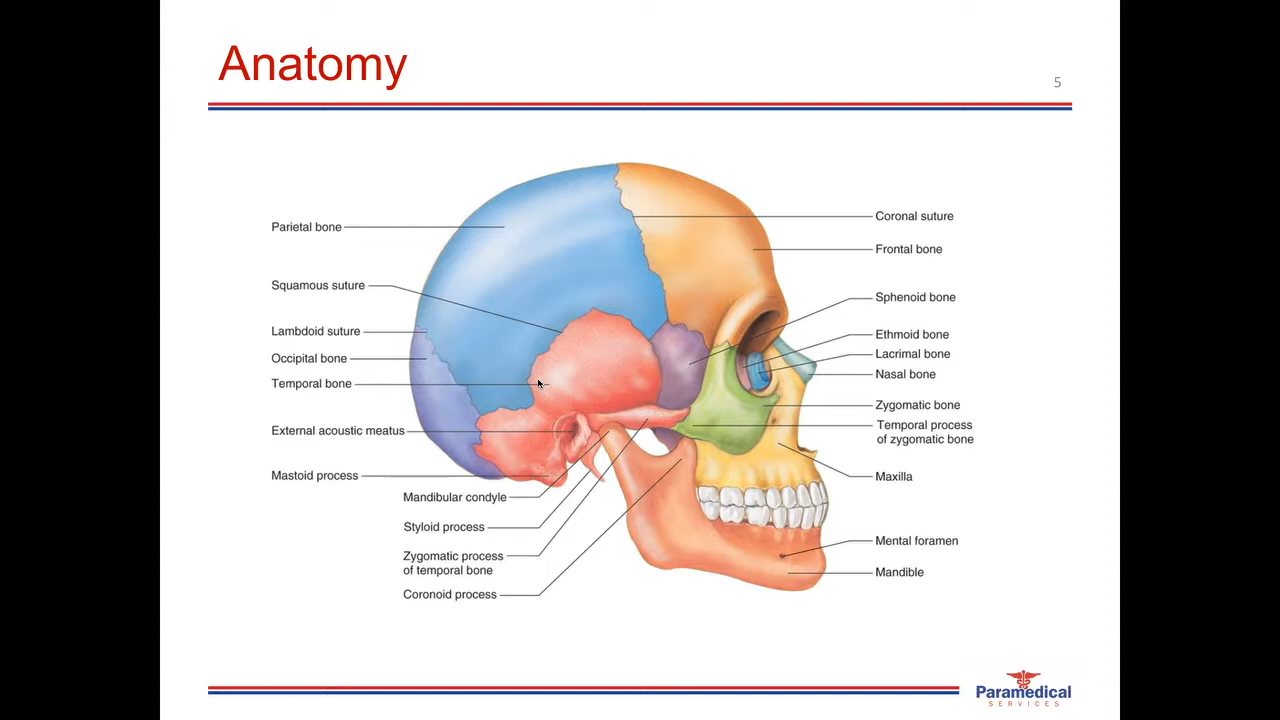 Anatomy
5
Parietal bone
Squamous suture
Lambdoid suture
Occipital bone
Temporal bone
External acoustic meatus
Mastoid process
Mandibular condyle
Styloid process
Zygomatic process
of temporal bone
Coronoid process
Coronal suture
Frontal bone
Sphenoid bone
Ethmoid bone
Lacrimal bone
Nasal bone
Zygomatic bone
Temporal process
of zygomatic bone
Maxilla
Mental foramen
Mandible
Paramedical
SERVICES